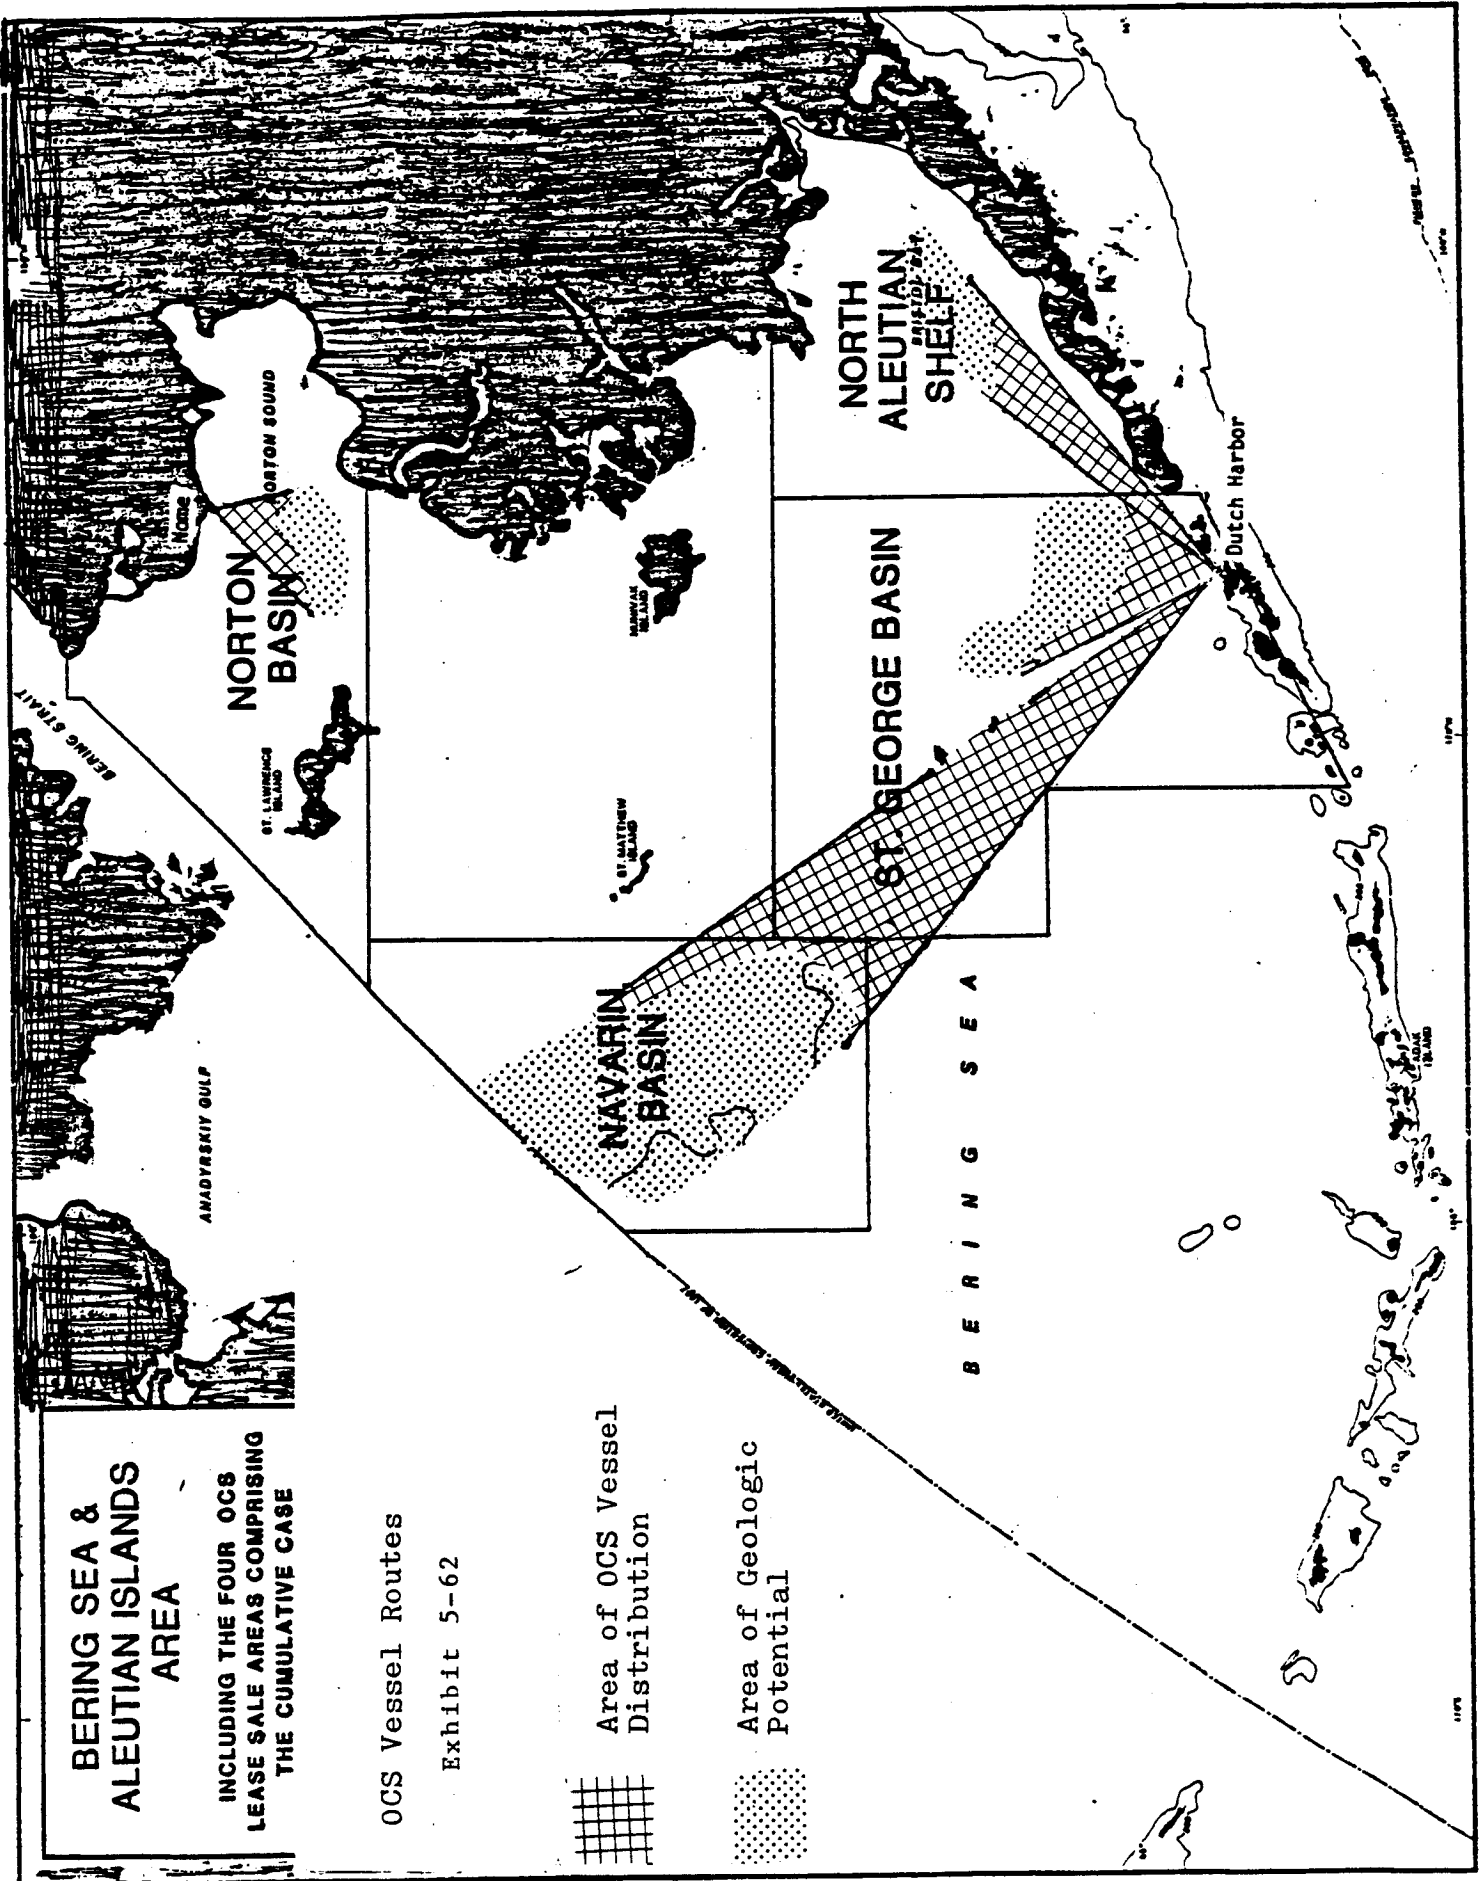 BERING SEA &
ALEUTIAN ISLANDS
AREA
INCLUDING THE FOUR OCS
LEASE SALE AREAS COMPRISING
THE CUMULATIVE CASE
OCS Vessel Routes
Exhibit 5-62
Area of OCS Vessel
Distribution
Area of Geologic
Potential
ANADYRSKIY GULF
BERING STRAIT
ST. LAWRENCE
ISLAND
NORTON
BASIN
Nome
NORTON SOUND
NAVARIN
BASIN
ST. MATTHEW
ISLAND
NUNIVAK
ISLAND
ST. GEORGE BASIN
NORTH
ALEUTIAN
SHELF
BRISTOL BAY
Dutch Harbor
BERING SEA
ADAK
ISLAND